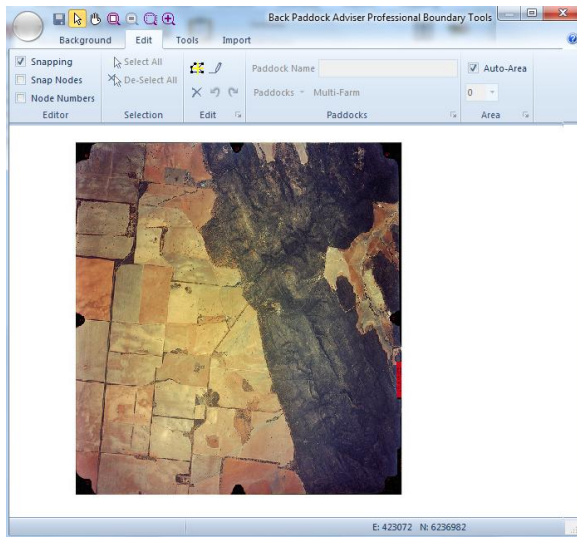 Back Paddock Adviser Professional Boundary Tools
Background Edit Tools Import
Snapping Select All Paddock Name Auto-Area
Snap Nodes De-Select All
Node Numbers Paddocks Multi-Farm 0
Editor Selection Edit Paddocks Area
E: 423072 N: 6236982